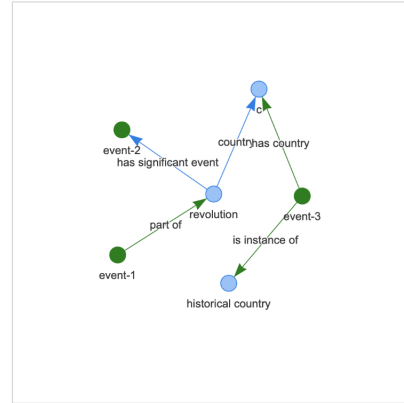 c
event-2
country
has country
has significant event
revolution
event-3
part of
is instance of
event-1
historical country